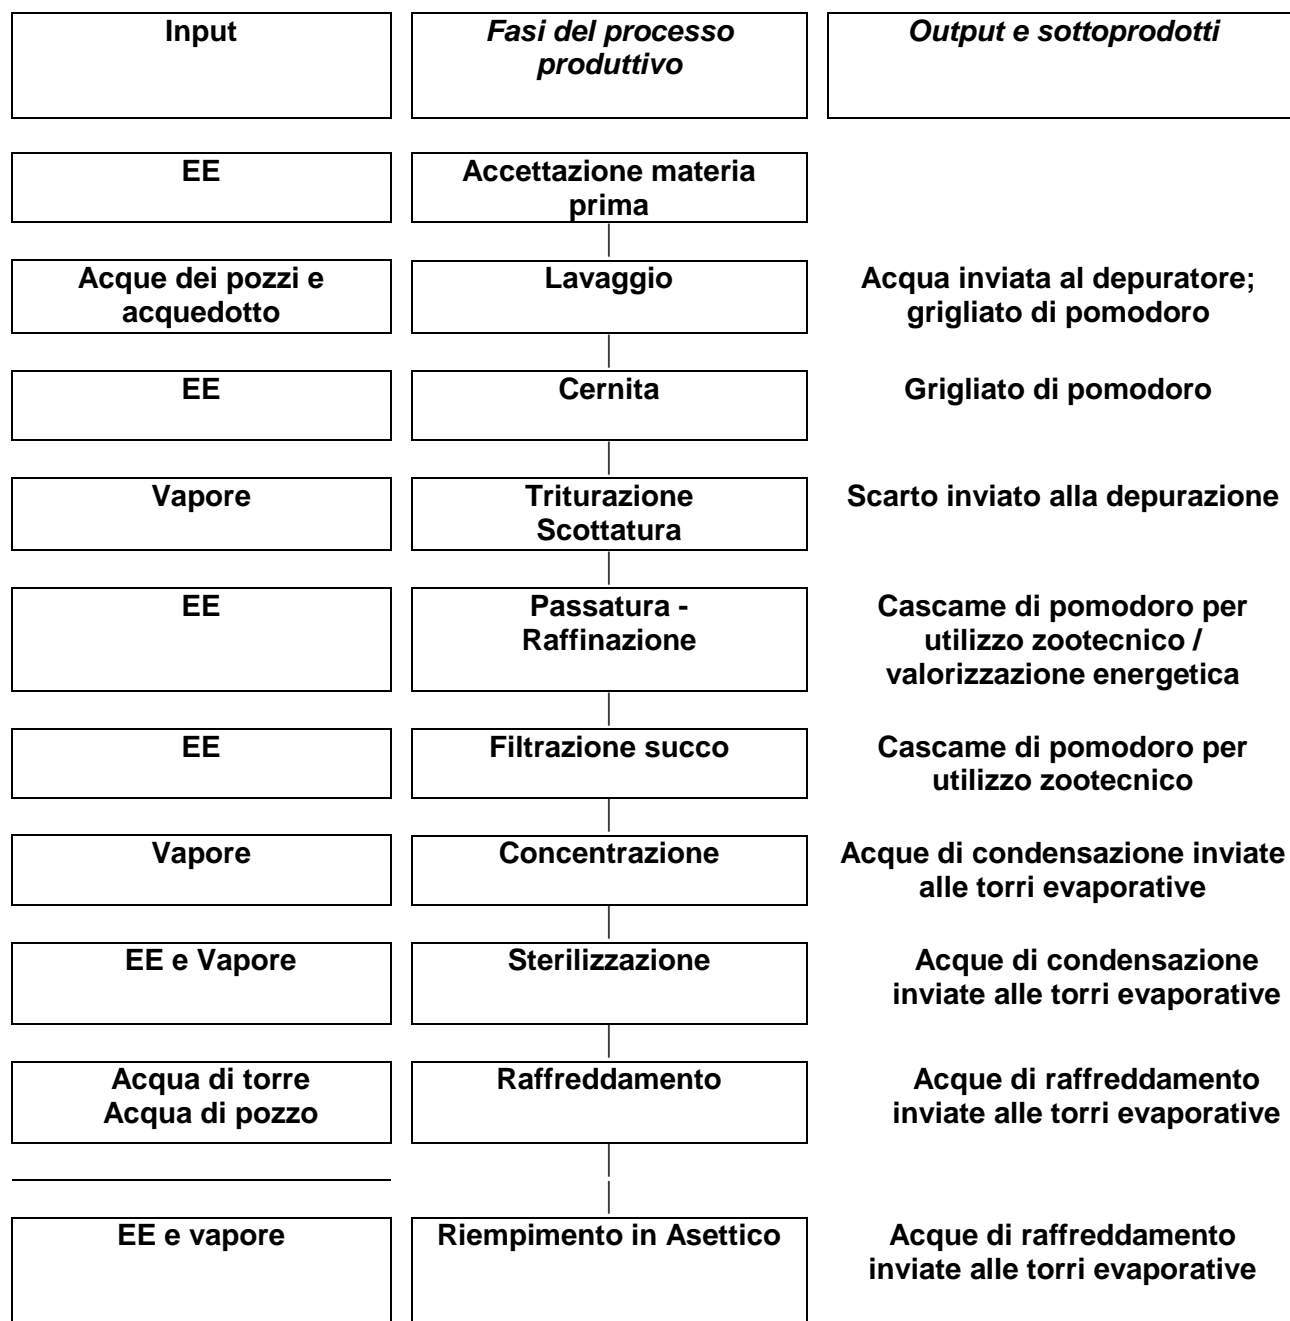 Input
Fasi del processo
produttivo
Output e sottoprodotti
EE
Accettazione materia
prima
Acque dei pozzi e
acquedotto
Lavaggio
Acqua inviata al depuratore;
grigliato di pomodoro
EE
Cernita
Grigliato di pomodoro
Vapore
Triturazione
Scottatura
Scarto inviato alla depurazione
EE
Passatura -
Raffinazione
Cascame di pomodoro per
utilizzo zootecnico /
valorizzazione energetica
EE
Filtrazione succo
Cascame di pomodoro per
utilizzo zootecnico
Vapore
Concentrazione
Acque di condensazione inviate
alle torri evaporative
EE e Vapore
Sterilizzazione
Acque di condensazione
inviate alle torri evaporative
Acqua di torre
Acqua di pozzo
Raffreddamento
Acque di raffreddamento
inviate alle torri evaporative
EE e vapore
Riempimento in Asettico
Acque di raffreddamento
inviate alle torri evaporative